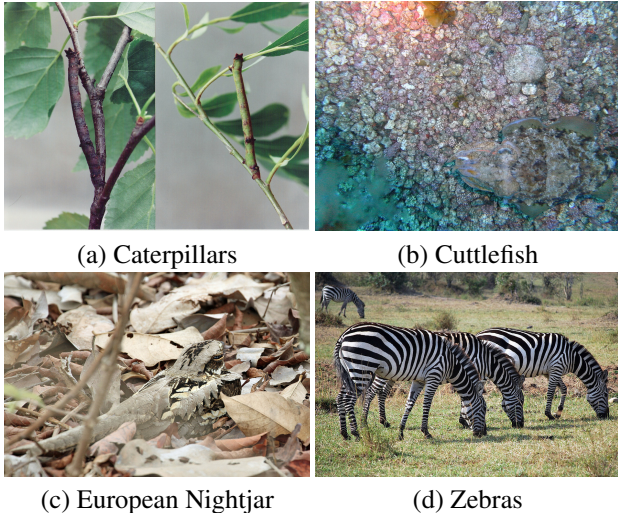 (a) Caterpillars
(b) Cuttlefish
(c) European Nightjar
(d) Zebras